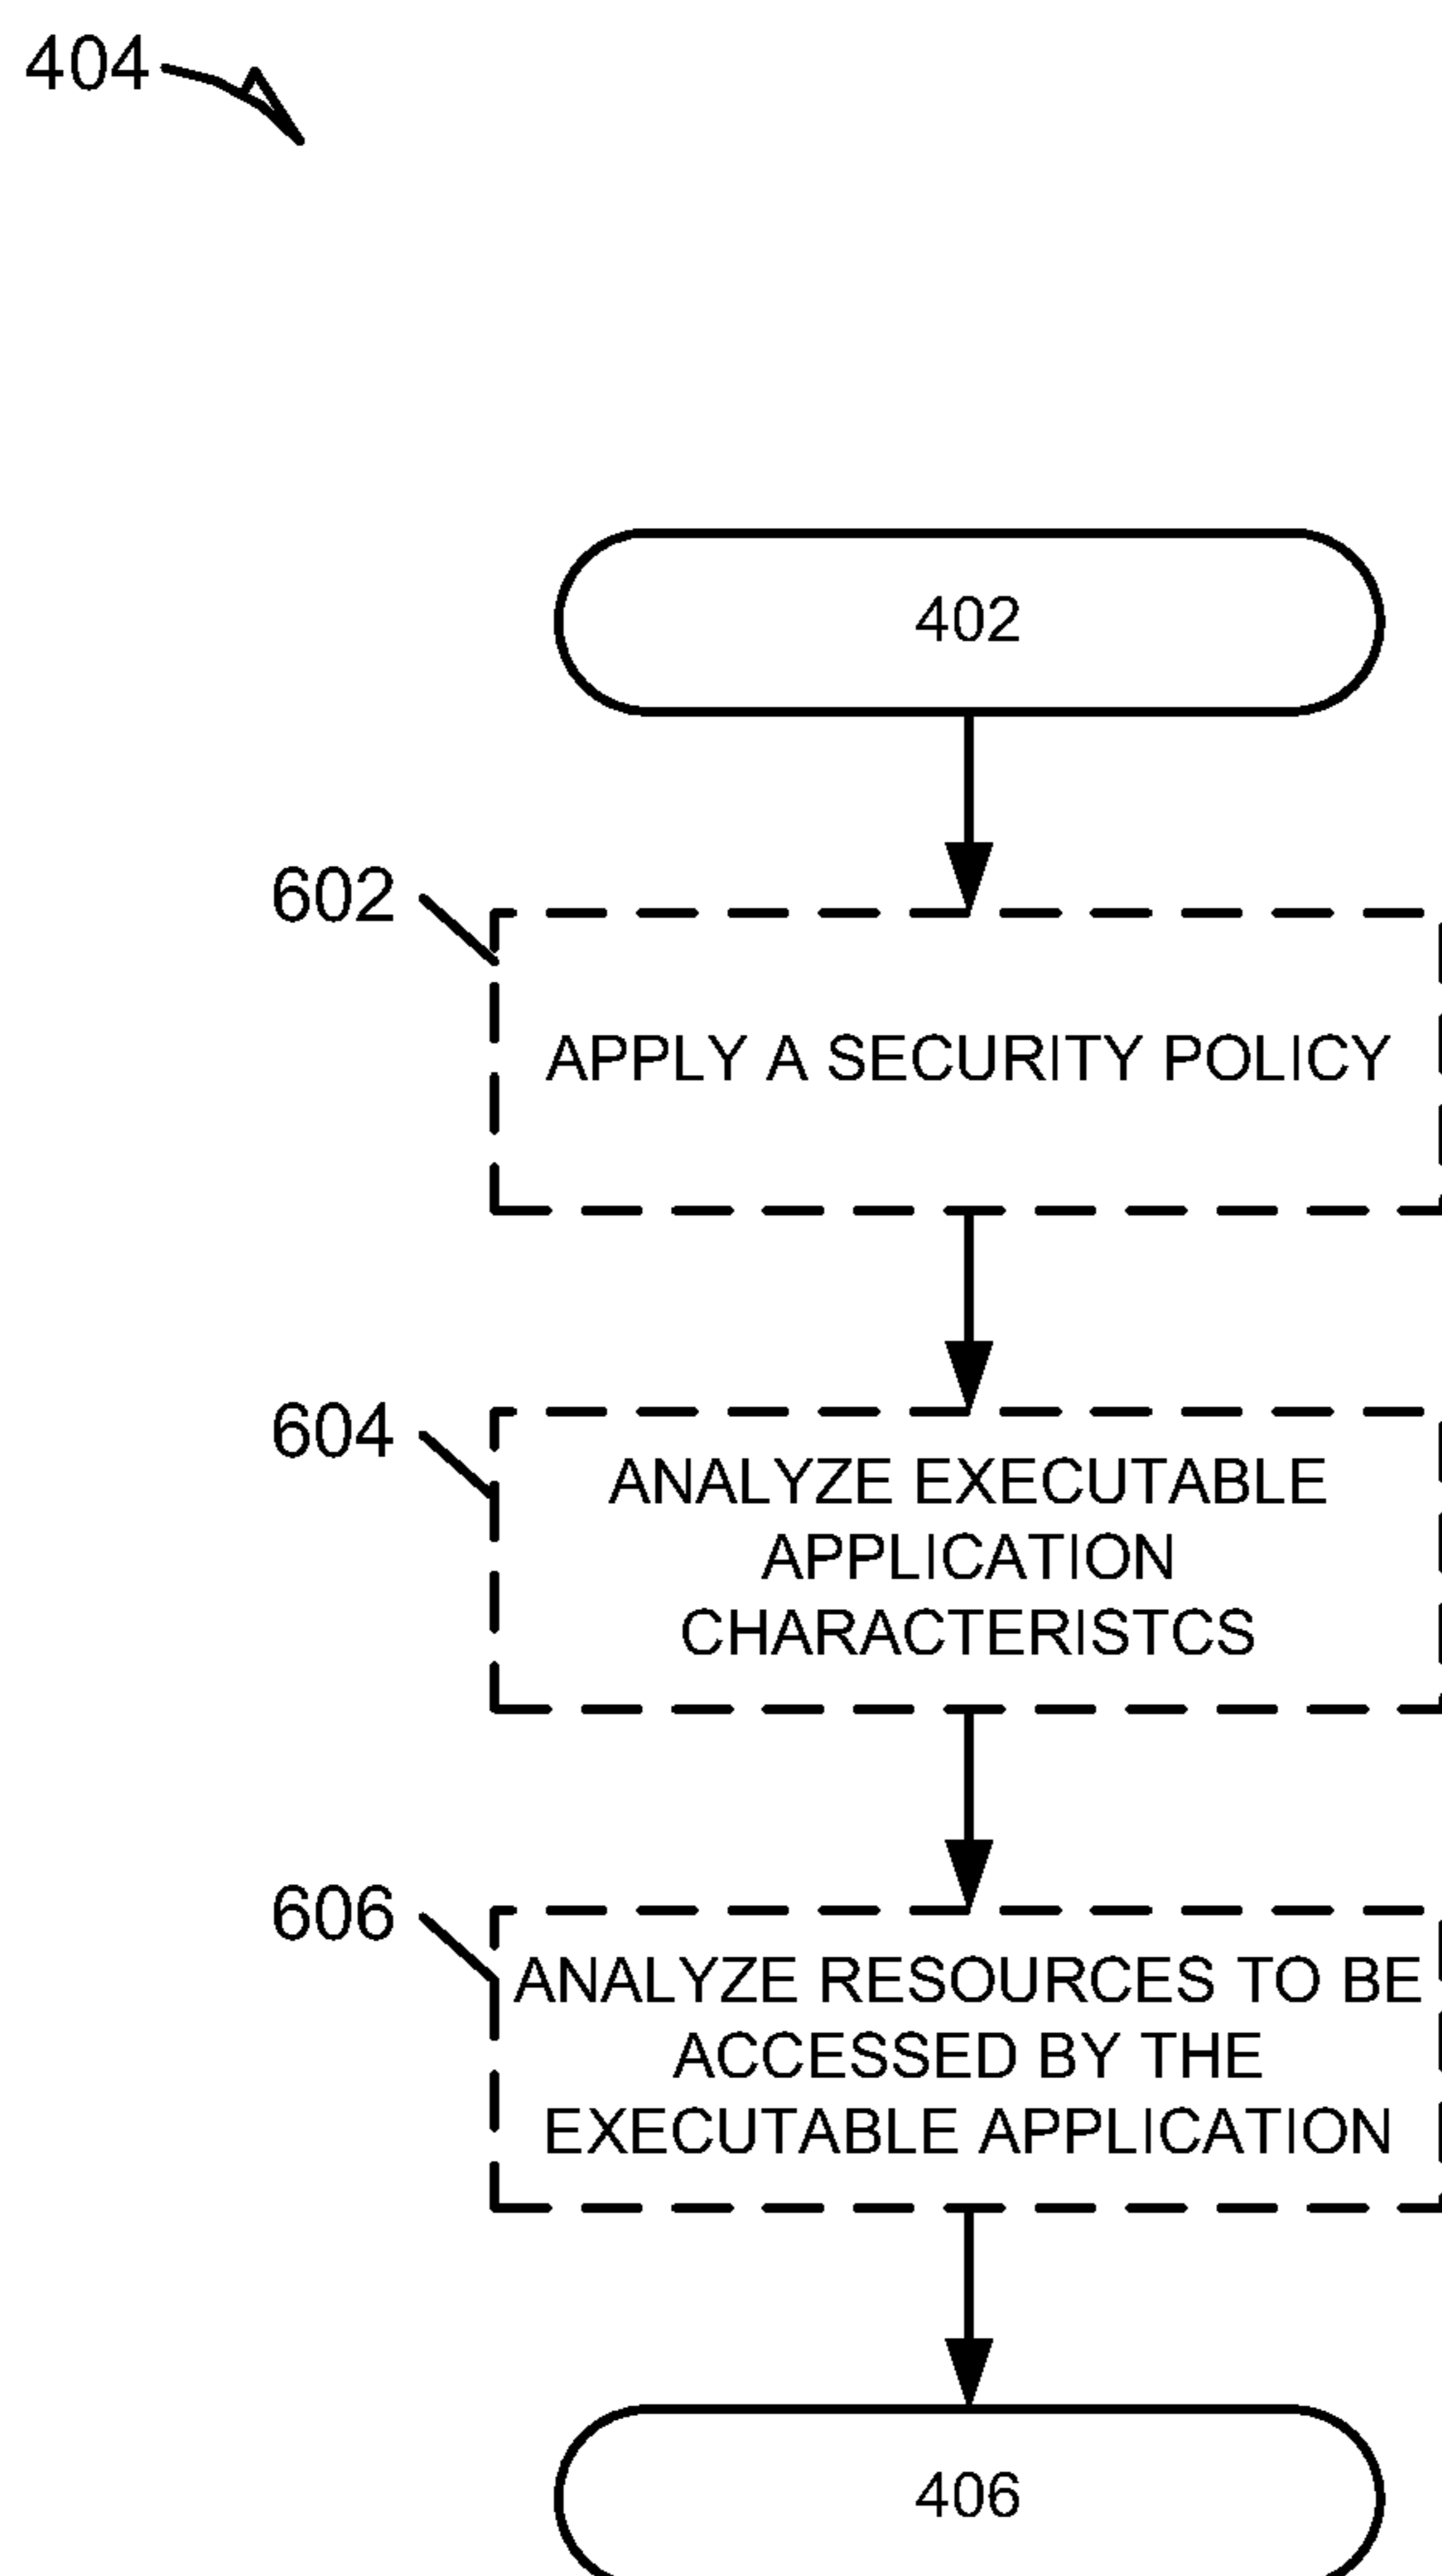 404
402
602
APPLY A SECURITY POLICY
604
ANALYZE EXECUTABLE
APPLICATION
CHARACTERISTCS
606
ANALYZE RESOURCES TO BE
ACCESSED BY THE
EXECUTABLE APPLICATION
406